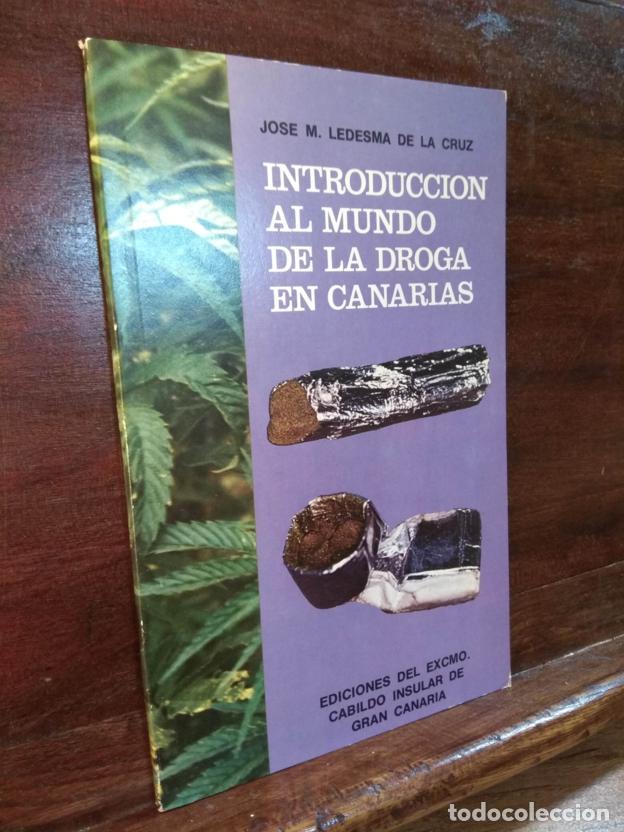 JOSE M. LEDESMA DE LA CRUZ
INTRODUCCION
AL MUNDO
DE LA DROGA
EN CANARIAS
EDICIONES DEL EXCMO.
CABILDO INSULAR DE
GRAN CANARIA
todocoleccion